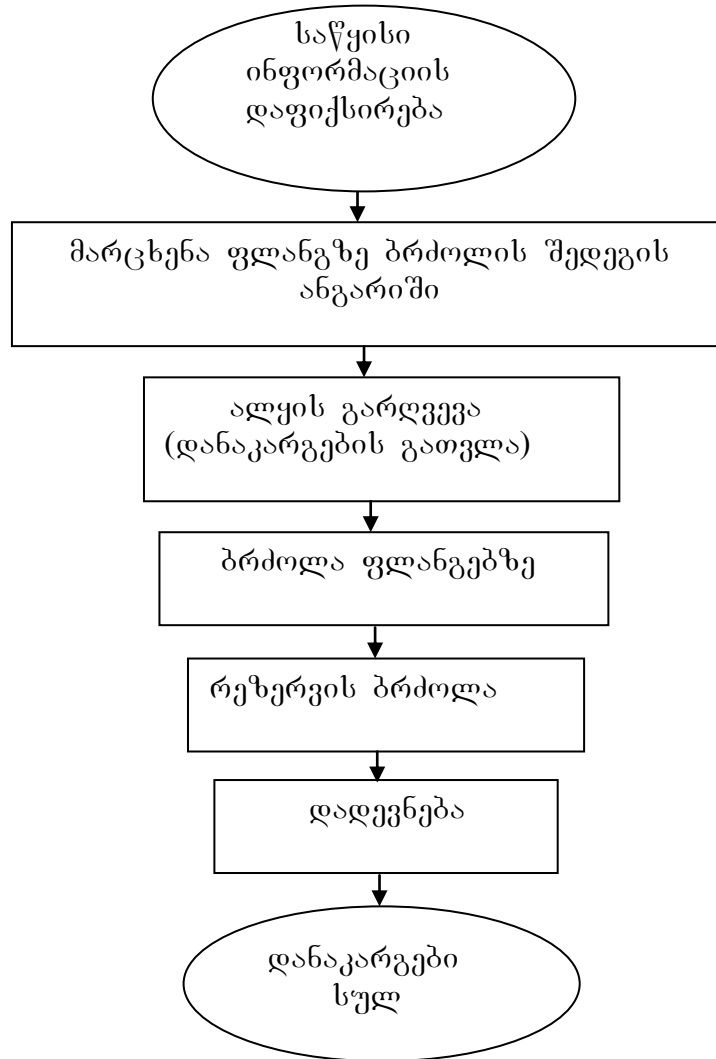 საწყისი
ინფორმაციის
დაფიქსირება
მარცხენა ფლანგზე ბრძოლის შედეგის
ანგარიში
ალყის გარღვევა
(დანაკარგების გათვლა)
ბრძოლა ფლანგებზე
რეზერვის ბრძოლა
დადევნება
დანაკარგები
სულ